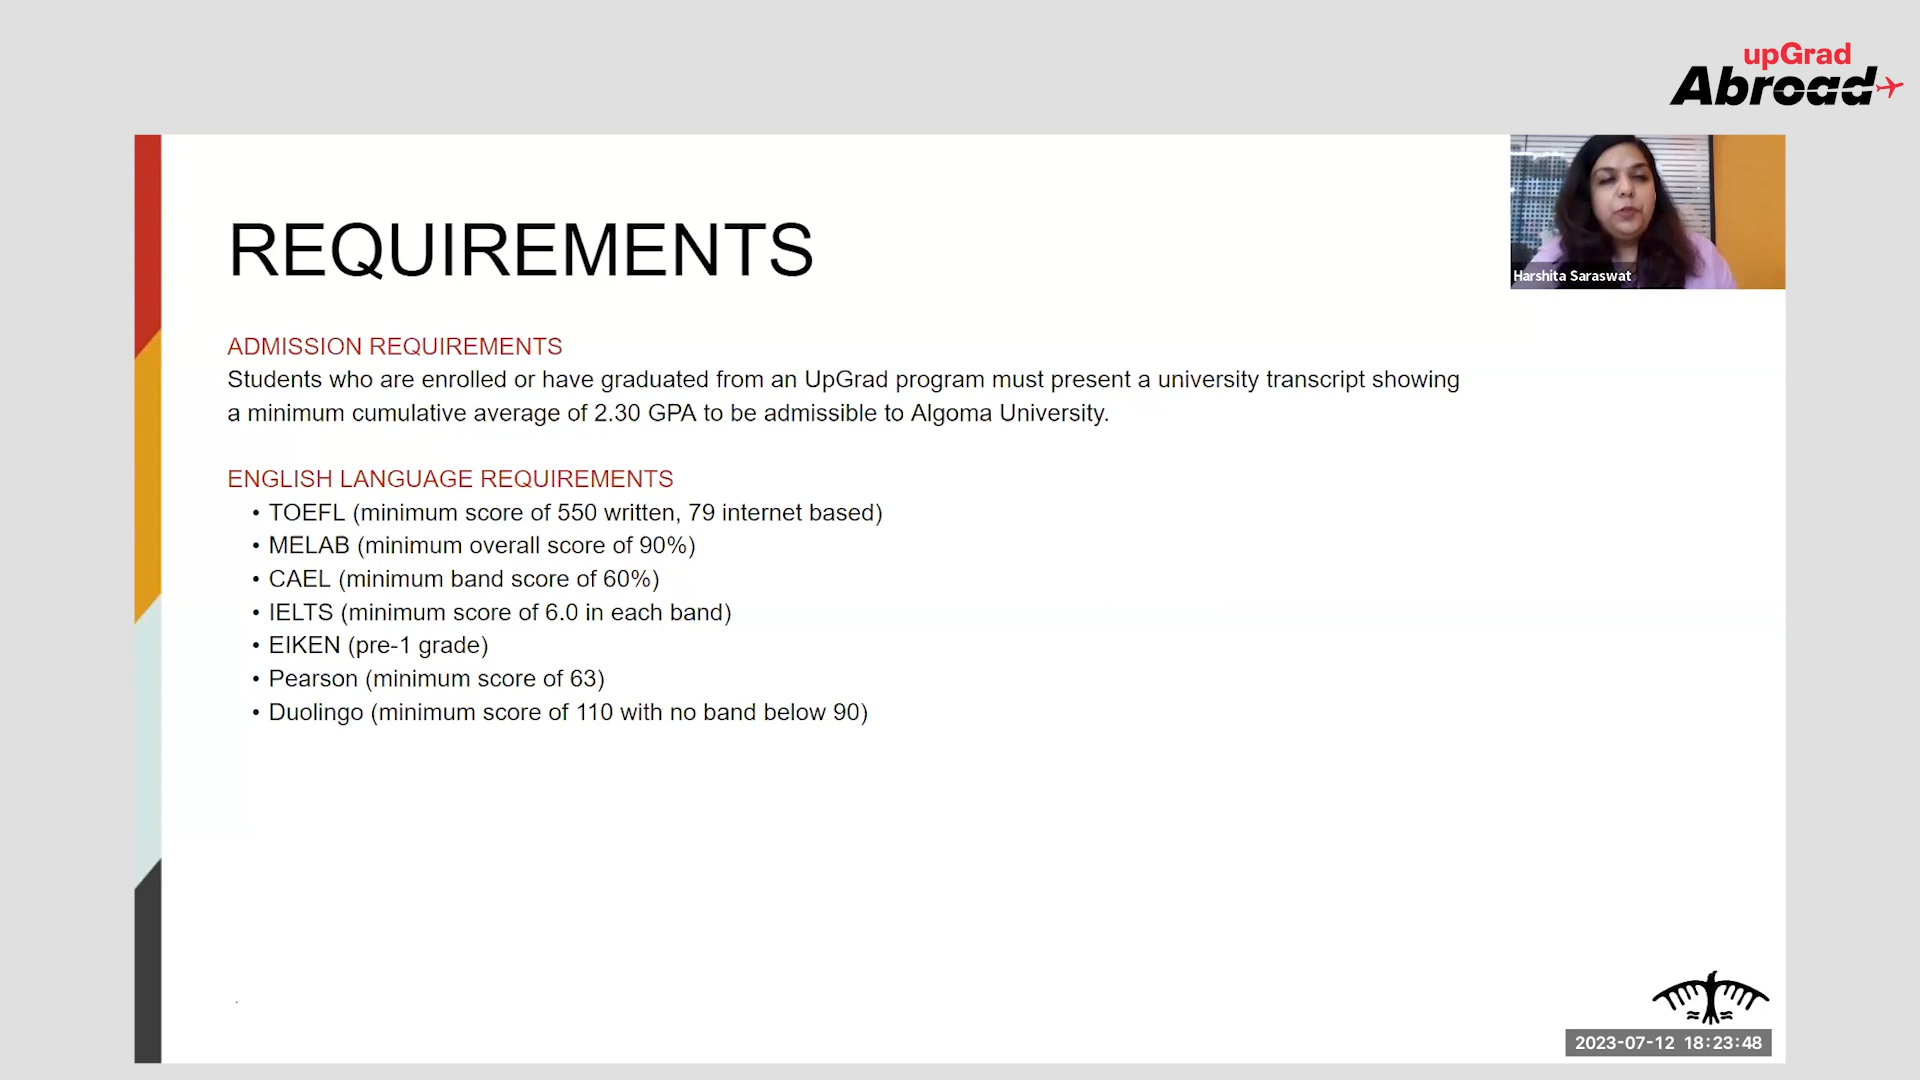 upGrad
Abroad
REQUIREMENTS
Harshita Saraswat
ADMISSION REQUIREMENTS
Students who are enrolled or have graduated from an UpGrad program must present a university transcript showing
a minimum cumulative average of 2.30 GPA to be admissible to Algoma University.
ENGLISH LANGUAGE REQUIREMENTS
• TOEFL (minimum score of 550 written, 79 internet based)
• MELAB (minimum overall score of 90%)
• CAEL (minimum band score of 60%)
• IELTS (minimum score of 6.0 in each band)
• EIKEN (pre-1 grade)
• Pearson (minimum score of 63)
• Duolingo (minimum score of 110 with no band below 90)
2023-07-12 18:23:48